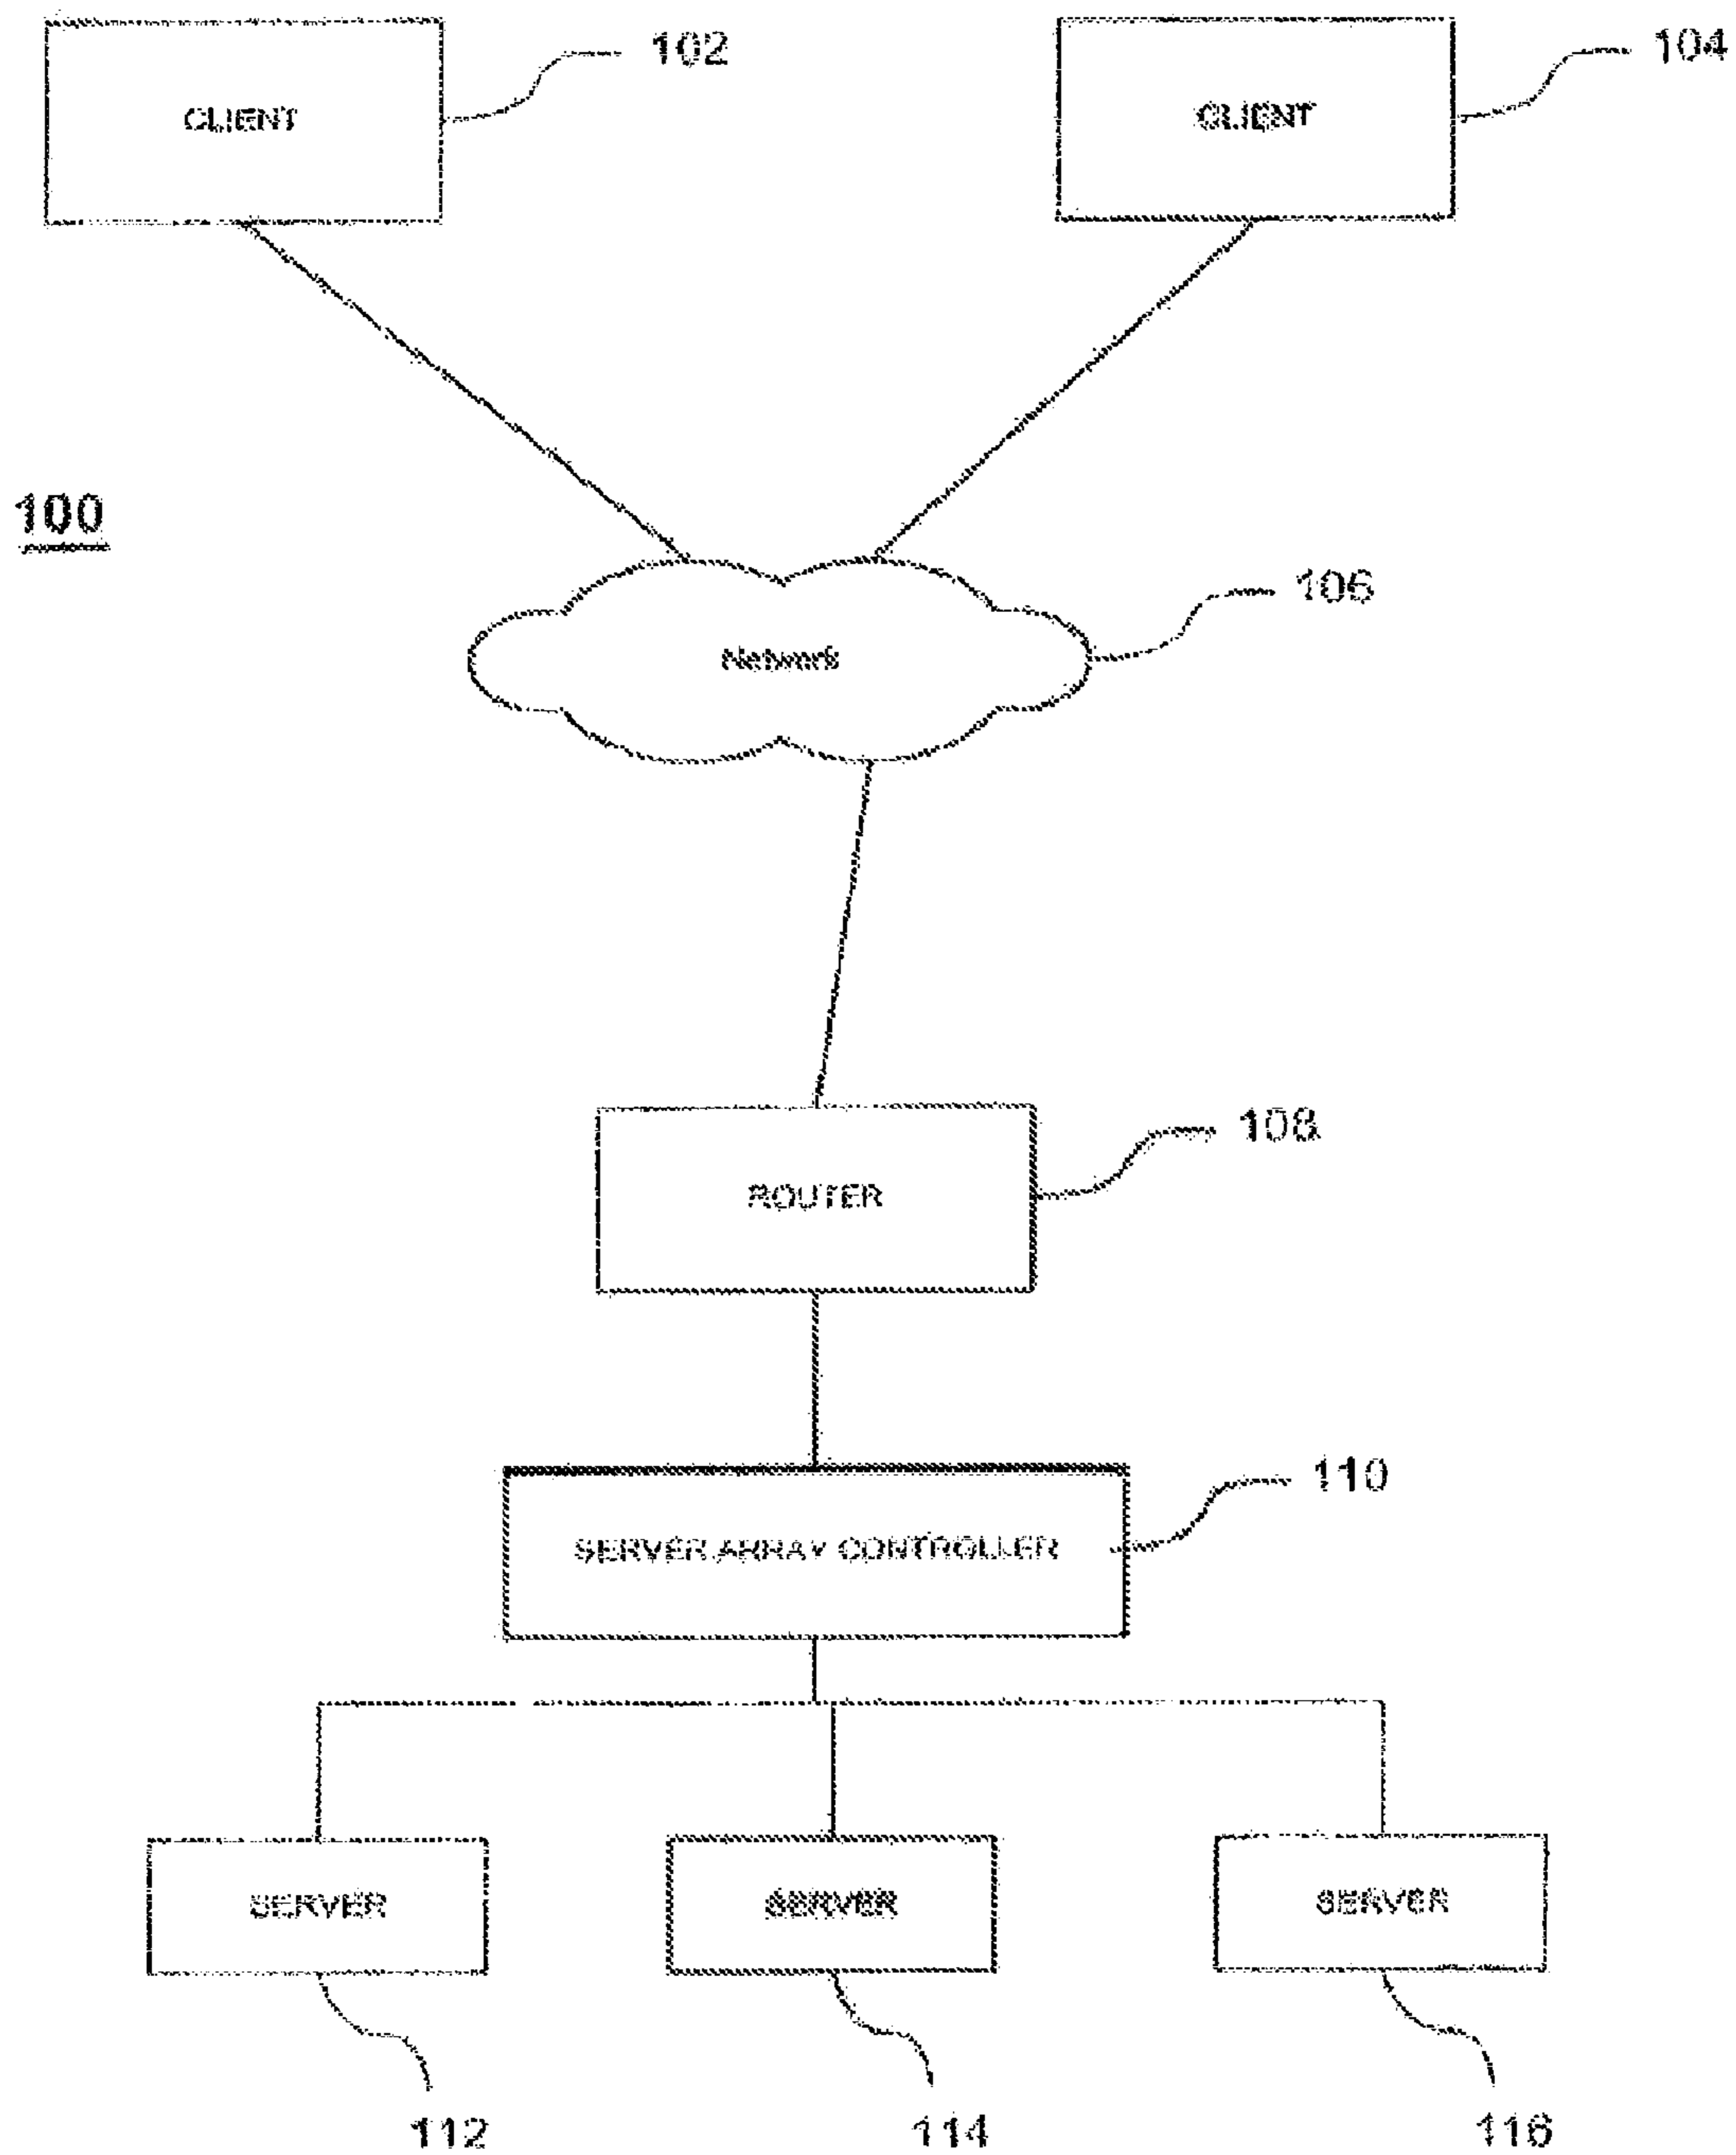 CLIENT
102
CLIENT
104
100
Network
106
ROUTER
108
SERVER ARRAY CONTROLLER
110
SERVER
SERVER
SERVER
112
114
116